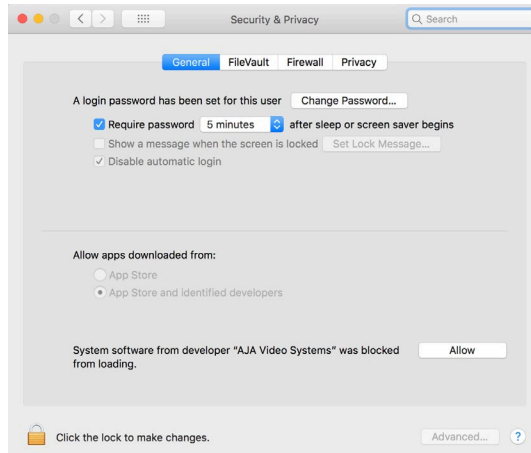 Security & Privacy
Search
General FileVault Firewall Privacy
A login password has been set for this user Change Password...
Require password 5 minutes after sleep or screen saver begins
Show a message when the screen is locked Set Lock Message...
Disable automatic login
Allow apps downloaded from:
App Store
App Store and identified developers
System software from developer “AJA Video Systems” was blocked Allow
from loading.
Click the lock to make changes. Advanced... ?